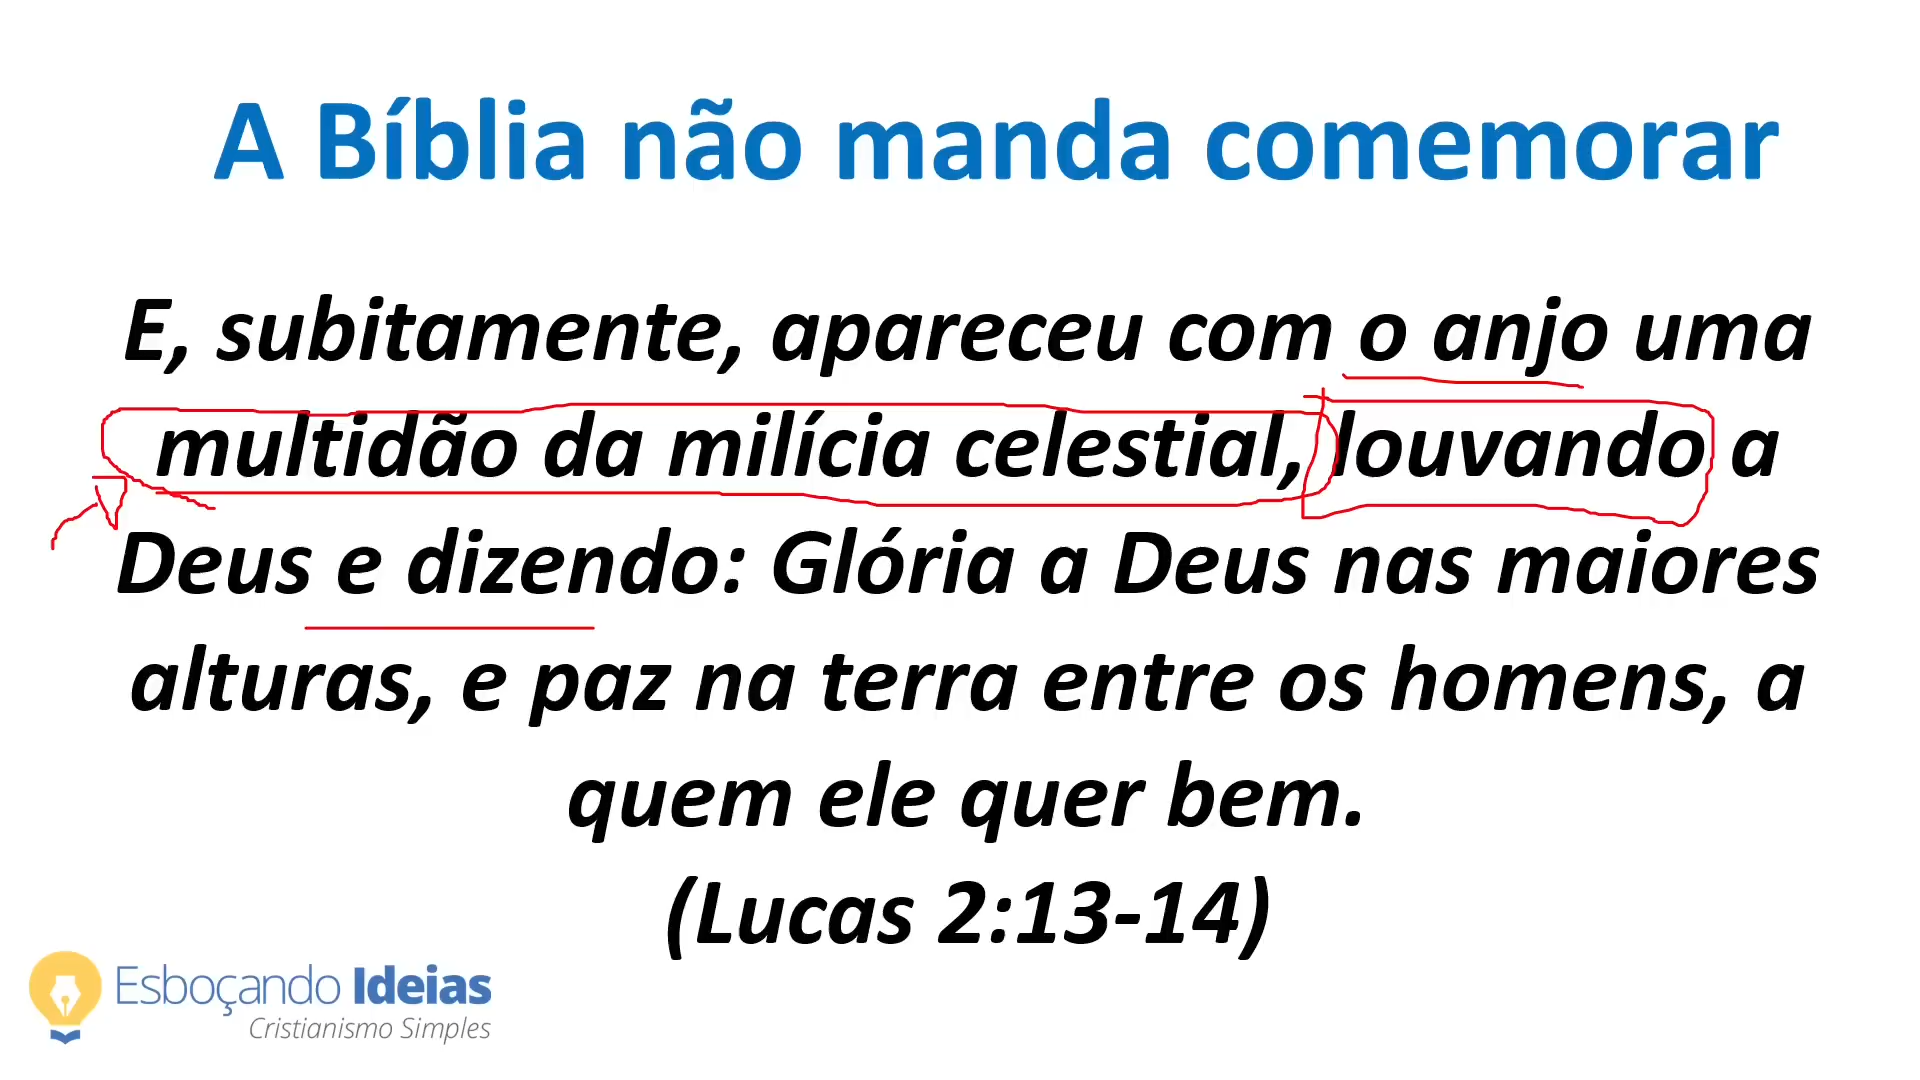 A Bíblia não manda comemorar
E, subitamente, apareceu com o anjo uma
multidão da milícia celestial, louvando a
Deus e dizendo: Glória a Deus nas maiores
alturas, e paz na terra entre os homens, a
quem ele quer bem.
(Lucas 2:13-14)
Esboçando Ideias
Cristianismo Simples